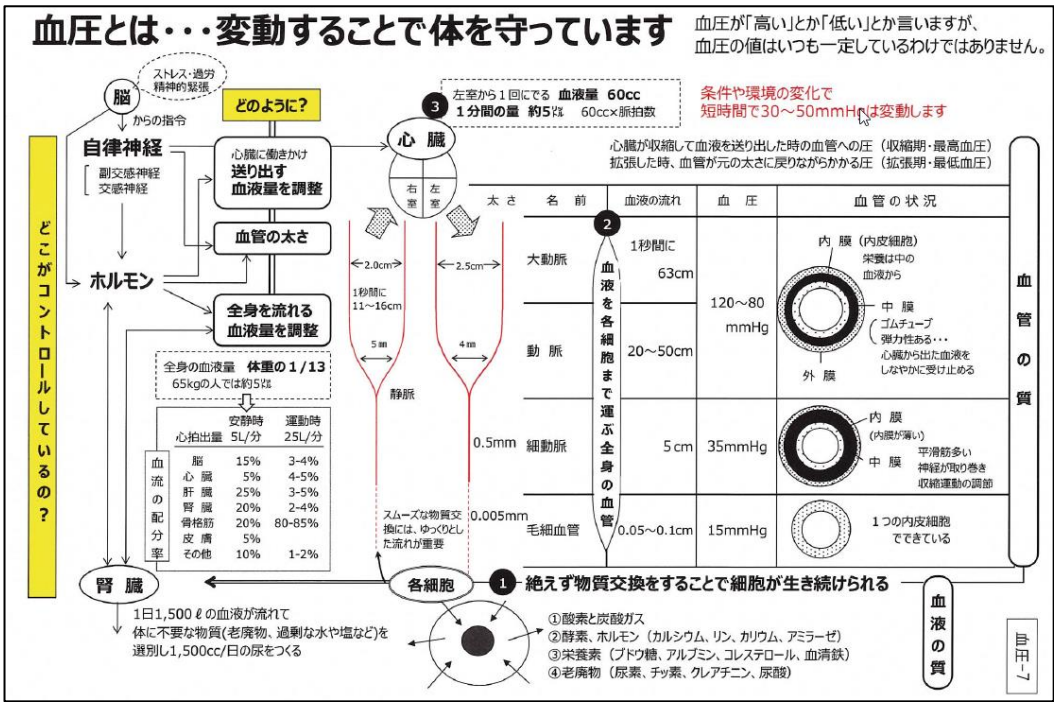 血圧とは・・・変動することで体を守っています
血圧が「高い」とか「低い」とか言いますが、
血圧の値はいつも一定しているわけではありません。
条件や環境の変化で
短時間で30～50mmHgは変動します
どこがコントロールしているの？
脳
ストレス・過労
精神的緊張
からの指令
自律神経
副交感神経
交感神経
ホルモン
どのように？
心臓に働きかけ
送り出す
血液量を調整
血管の太さ
全身を流れる
血液量を調整
全身の血液量 体重の1/13
65kgの人では約5㍑
安静時 運動時
心拍出量 5L/分 25L/分
血流の配分率
脳 15% 3-4%
心臓 5% 4-5%
肝臓 25% 3-5%
腎臓 20% 2-4%
骨格筋 20% 80-85%
皮膚 5%
その他 10% 1-2%
腎臓
1日1,500ℓの血液が流れて
体に不要な物質(老廃物、過剰な水や塩など)を
選別し1,500cc/日の尿をつくる
❸
左室から1回にでる 血液量 60cc
1分間の量 約5㍑ 60cc×脈拍数
心臓
右室
左室
2.0cm
2.5cm
1秒間に
11～16cm
5㎜
4㎜
静脈
スムーズな物質交
換には、ゆっくりとし
た流れが重要
心臓が収縮して血液を送り出した時の血管への圧（収縮期・最高血圧）
拡張した時、血管が元の太さに戻りながらかかる圧（拡張期・最低血圧）
太さ 名前 血液の流れ 血圧 血管の状況
❷
血液を各細胞まで運ぶ全身の血管
大動脈
1秒間に
63cm
120～80
mmHg
内膜（内皮細胞）
栄養は中の
血液から
中膜
ゴムチューブ
弾力性ある・・・
心臓から出た血液を
しなやかに受け止める
外膜
動脈 20～50cm
0.5mm 細動脈 5cm 35mmHg
内膜
(内膜が薄い)
中膜
平滑筋多い
神経が取り巻き
収縮運動の調節
0.005mm 毛細血管 0.05～0.1cm 15mmHg
1つの内皮細胞
でできている
血管の質
各細胞
❶ 絶えず物質交換をすることで細胞が生き続けられる
①酸素と炭酸ガス
②酵素、ホルモン（カルシウム、リン、カリウム、アミラーゼ）
③栄養素（ブドウ糖、アルブミン、コレステロール、血清鉄）
④老廃物（尿素、チッ素、クレアチニン、尿酸）
血液の質
血圧-7